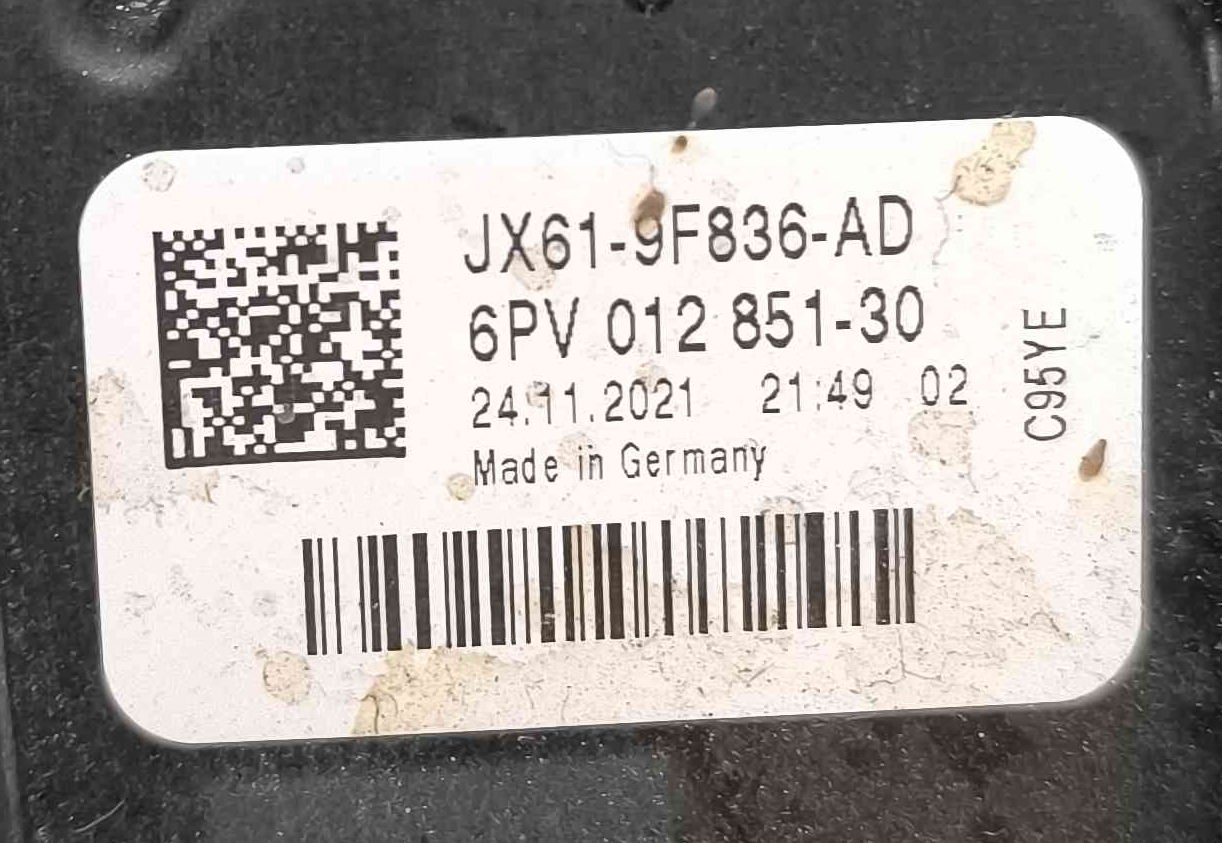 JX61-9F836-AD
6PV 012 851-30
24.11.2021 21:49 02
Made in Germany
C95YE